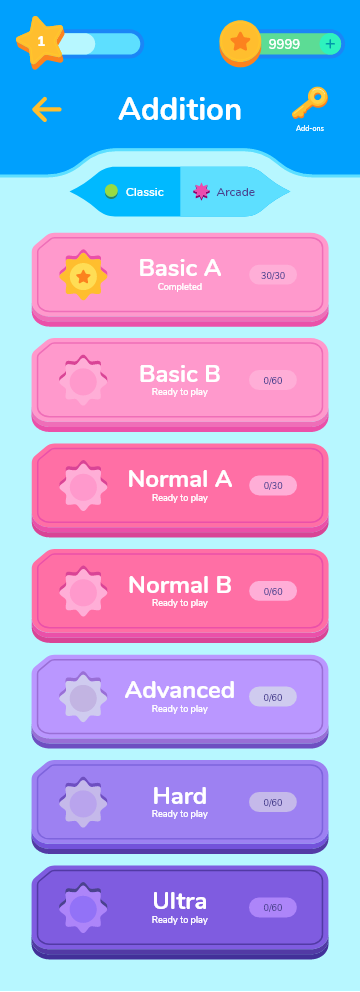 1
9999 +
Addition
Add-ons
Classic
Arcade
Basic A
Completed
30/30
Basic B
Ready to play
0/60
Normal A
Ready to play
0/30
Normal B
Ready to play
0/60
Advanced
Ready to play
0/60
Hard
Ready to play
0/60
Ultra
Ready to play
0/60